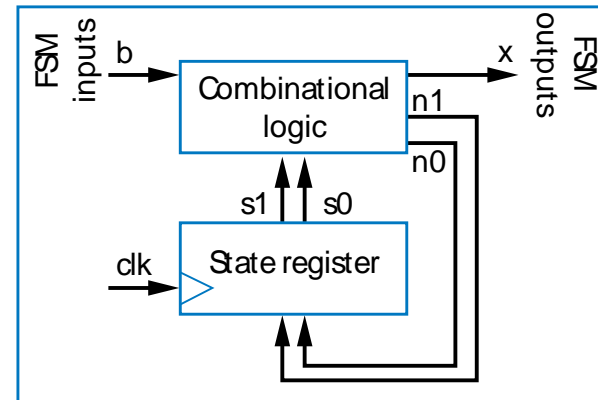 FSM
inputs
b
Combinational
logic
x
FSM
outputs
n1
n0
s1
s0
clk
State register